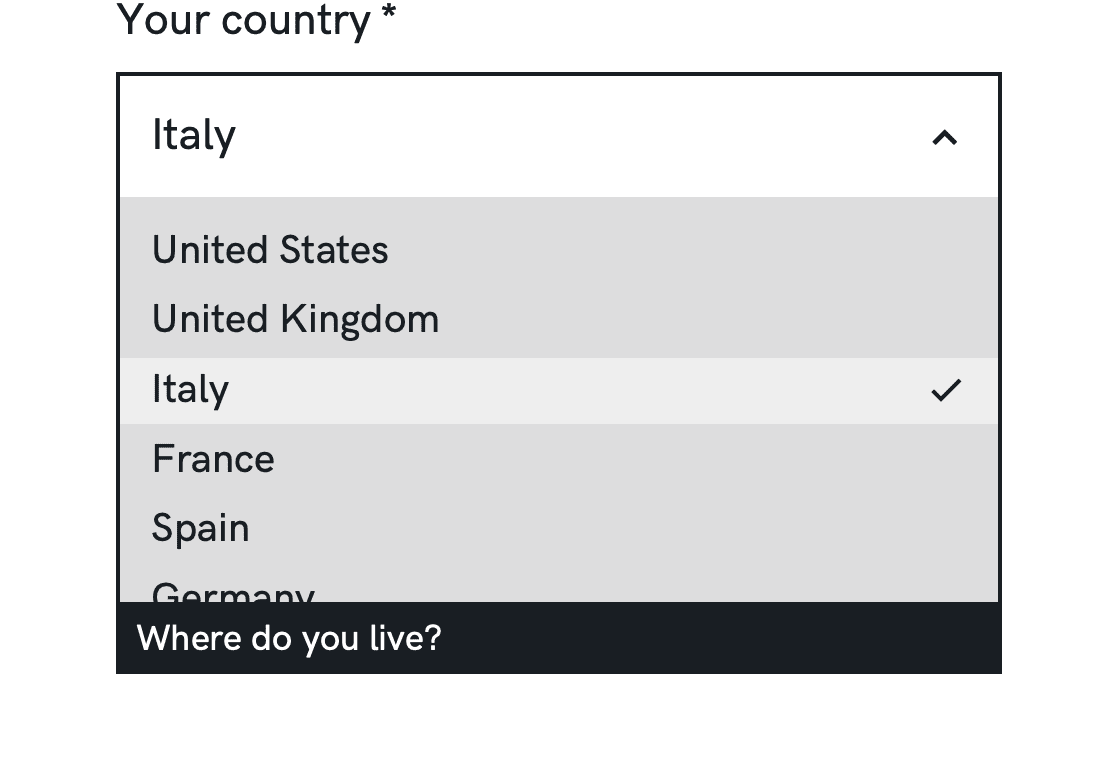 Your country *
Italy
United States
United Kingdom
Italy
France
Spain
Germany
Where do you live?